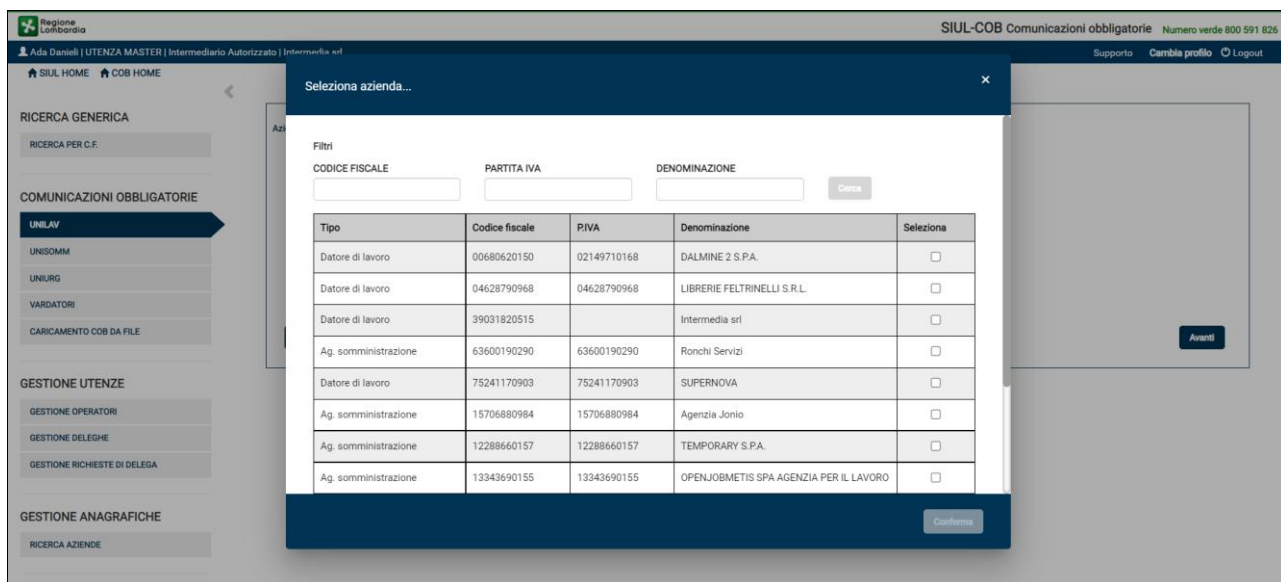 Regione
Lombardia
SIUL-COB Comunicazioni obbligatorie Numero verde 800 591 826
Ada Danieli | UTENZA MASTER | Intermediario Autorizzato | Intermedia srl
Supporto Cambia profilo Logout
SIUL HOME COB HOME
Seleziona azienda... ×
RICERCA GENERICA
RICERCA PER C.F.
COMUNICAZIONI OBBLIGATORIE
UNILAV
UNISOMM
UNIURG
VARDATORI
CARICAMENTO COB DA FILE
GESTIONE UTENZE
GESTIONE OPERATORI
GESTIONE DELEGHE
GESTIONE RICHIESTE DI DELEGA
GESTIONE ANAGRAFICHE
RICERCA AZIENDE
Filtri
CODICE FISCALE PARTITA IVA DENOMINAZIONE
Cerca
Tipo Codice fiscale P.IVA Denominazione Seleziona
Datore di lavoro 00680620150 02149710168 DALMINE 2 S.P.A.
Datore di lavoro 04628790968 04628790968 LIBRERIE FELTRINELLI S.R.L.
Datore di lavoro 39031820515 Intermedia srl
Ag. somministrazione 63600190290 63600190290 Ronchi Servizi
Datore di lavoro 75241170903 75241170903 SUPERNOVA
Ag. somministrazione 15706880984 15706880984 Agenzia Jonio
Ag. somministrazione 12288660157 12288660157 TEMPORARY S.P.A.
Ag. somministrazione 13343690155 13343690155 OPENJOBMETIS SPA AGENZIA PER IL LAVORO
Conferma
Avanti